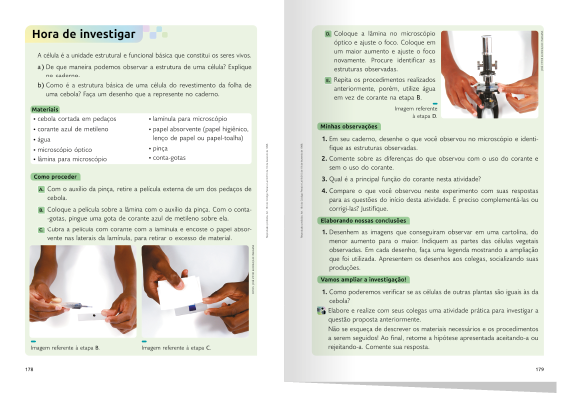 Hora de investigar
A célula é a unidade estrutural e funcional básica que constitui os seres vivos.
a) De que maneira podemos observar a estrutura de uma célula? Explique
no caderno.
b) Como é a estrutura básica de uma célula do revestimento da folha de
uma cebola? Faça um desenho que a represente no caderno.
Materiais
• cebola cortada em pedaços
• corante azul de metileno
• água
• microscópio óptico
• lâmina para microscópio
• lamínula para microscópio
• papel absorvente (papel higiênico,
lenço de papel ou papel-toalha)
• pinça
• conta-gotas
Como proceder
A. Com o auxílio da pinça, retire a película externa de um dos pedaços de
cebola.
B. Coloque a película sobre a lâmina com o auxílio da pinça. Com o conta-
-gotas, pingue uma gota de corante azul de metileno sobre ela.
C. Cubra a película com corante com a lamínula e encoste o papel absor-
vente nas laterais da lamínula, para retirar o excesso de material.
Imagem referente à etapa B.
Imagem referente à etapa C.
178
D. Coloque a lâmina no microscópio
óptico e ajuste o foco. Coloque em
um maior aumento e ajuste o foco
novamente. Procure identificar as
estruturas observadas.
E. Repita os procedimentos realizados
anteriormente, porém, utilize água
em vez de corante na etapa B.
Imagem referente
à etapa D.
Minhas observações
1. Em seu caderno, desenhe o que você observou no microscópio e identi-
fique as estruturas observadas.
2. Comente sobre as diferenças do que observou com o uso do corante e
sem o uso do corante.
3. Qual é a principal função do corante nesta atividade?
4. Compare o que você observou neste experimento com suas respostas
para as questões do início desta atividade. É preciso complementá-las ou
corrigi-las? Justifique.
Elaborando nossas conclusões
1. Desenhem as imagens que conseguiram observar em uma cartolina, do
menor aumento para o maior. Indiquem as partes das células vegetais
observadas. Em cada desenho, faça uma legenda mostrando a ampliação
que foi utilizada. Apresentem os desenhos aos colegas, socializando suas
produções.
Vamos ampliar a investigação!
1. Como poderemos verificar se as células de outras plantas são iguais às da
cebola?
Elabore e realize com seus colegas uma atividade prática para investigar a
questão proposta anteriormente.
Não se esqueça de descrever os materiais necessários e os procedimentos
a serem seguidos! Ao final, retome a hipótese apresentada aceitando-a ou
rejeitando-a. Comente sua resposta.
179